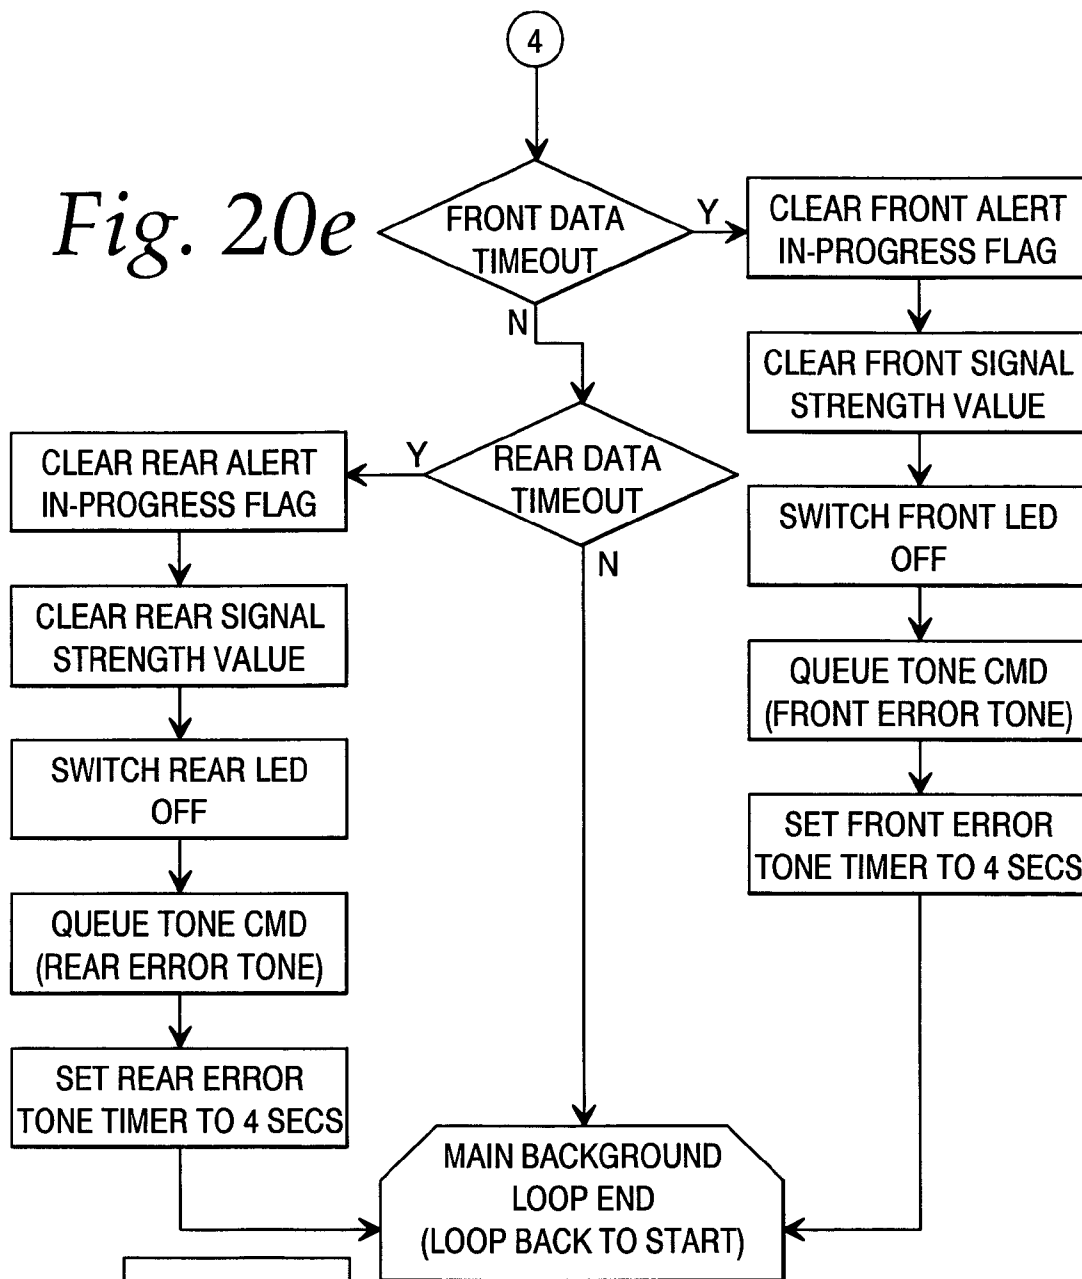 4
Fig. 20e
FRONT DATA
TIMEOUT
Y
N
CLEAR FRONT ALERT
IN-PROGRESS FLAG
CLEAR FRONT SIGNAL
STRENGTH VALUE
SWITCH FRONT LED
OFF
QUEUE TONE CMD
(FRONT ERROR TONE)
SET FRONT ERROR
TONE TIMER TO 4 SECS
REAR DATA
TIMEOUT
Y
N
CLEAR REAR ALERT
IN-PROGRESS FLAG
CLEAR REAR SIGNAL
STRENGTH VALUE
SWITCH REAR LED
OFF
QUEUE TONE CMD
(REAR ERROR TONE)
SET REAR ERROR
TONE TIMER TO 4 SECS
MAIN BACKGROUND
LOOP END
(LOOP BACK TO START)